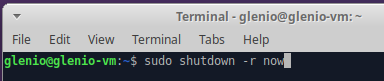 Terminal - glenio@glenio-vm: ~
File Edit View Terminal Tabs Help
glenio@glenio-vm:~$ sudo shutdown -r now